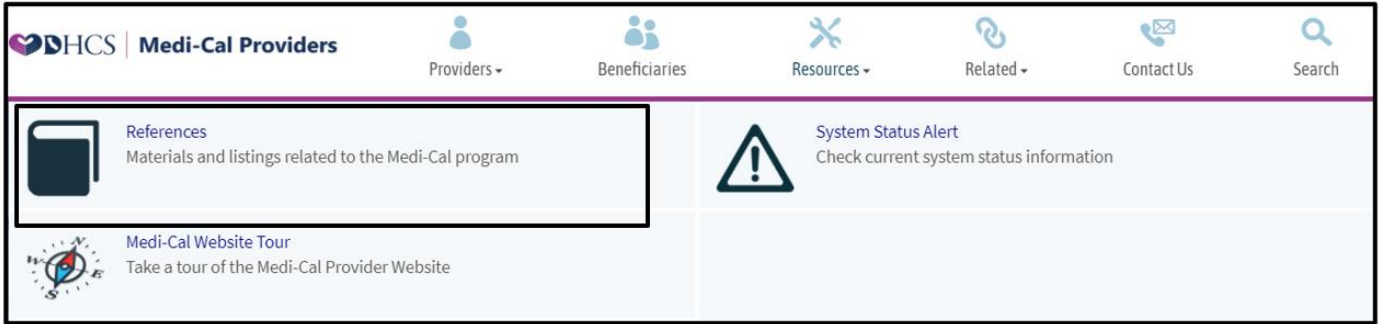 DHCS | Medi-Cal Providers
Providers
Beneficiaries
Resources
Related
Contact Us
Search
References
Materials and listings related to the Medi-Cal program
System Status Alert
Check current system status information
Medi-Cal Website Tour
Take a tour of the Medi-Cal Provider Website
N
W
E
S